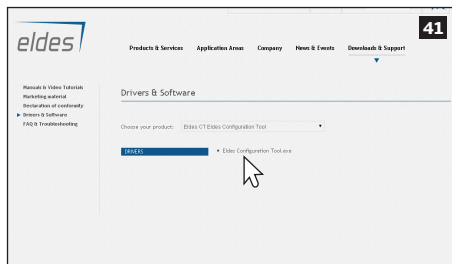 41
eldes
Products & Services Application Areas Company News & Events Downloads & Support
Manuals & Video Tutorials
Marketing material
Declaration of conformity
Drivers & Software
FAQ & Troubleshooting
Drivers & Software
Choose your product: Eldes CT Eldes Configuration Tool
DRIVERS
Eldes Configuration Tool.exe